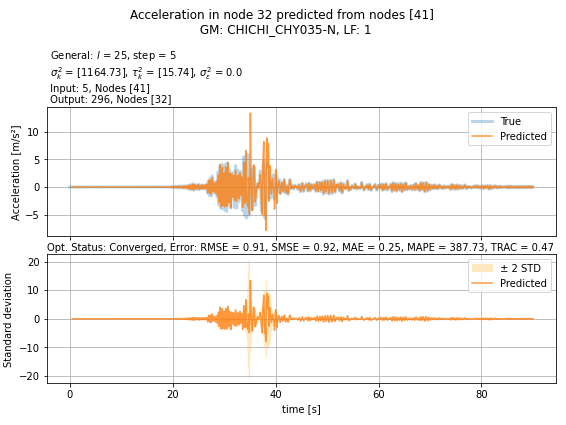 Acceleration in node 32 predicted from nodes [41]
GM: CHICHI_CHY035-N, LF: 1
General: l = 25, step = 5
σ²ₖ = [1164.73], τ²ₖ = [15.74], σ²ε = 0.0
Input: 5, Nodes [41]
Output: 296, Nodes [32]
Acceleration [m/s²]
10
5
0
−5
True
Predicted
Opt. Status: Converged, Error: RMSE = 0.91, SMSE = 0.92, MAE = 0.25, MAPE = 387.73, TRAC = 0.47
Standard deviation
20
10
0
−10
−20
± 2 STD
Predicted
0 20 40 60 80
time [s]